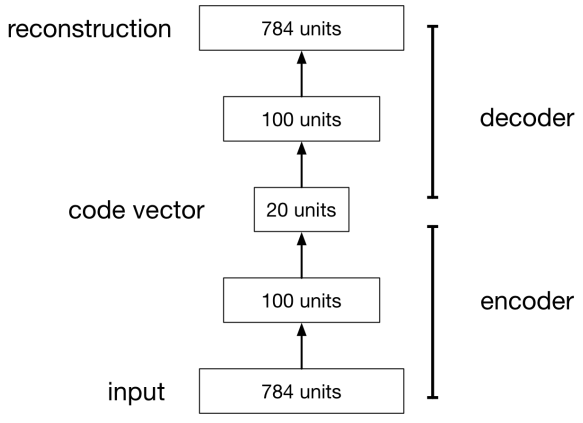 reconstruction
784 units
100 units
decoder
code vector
20 units
100 units
encoder
input
784 units